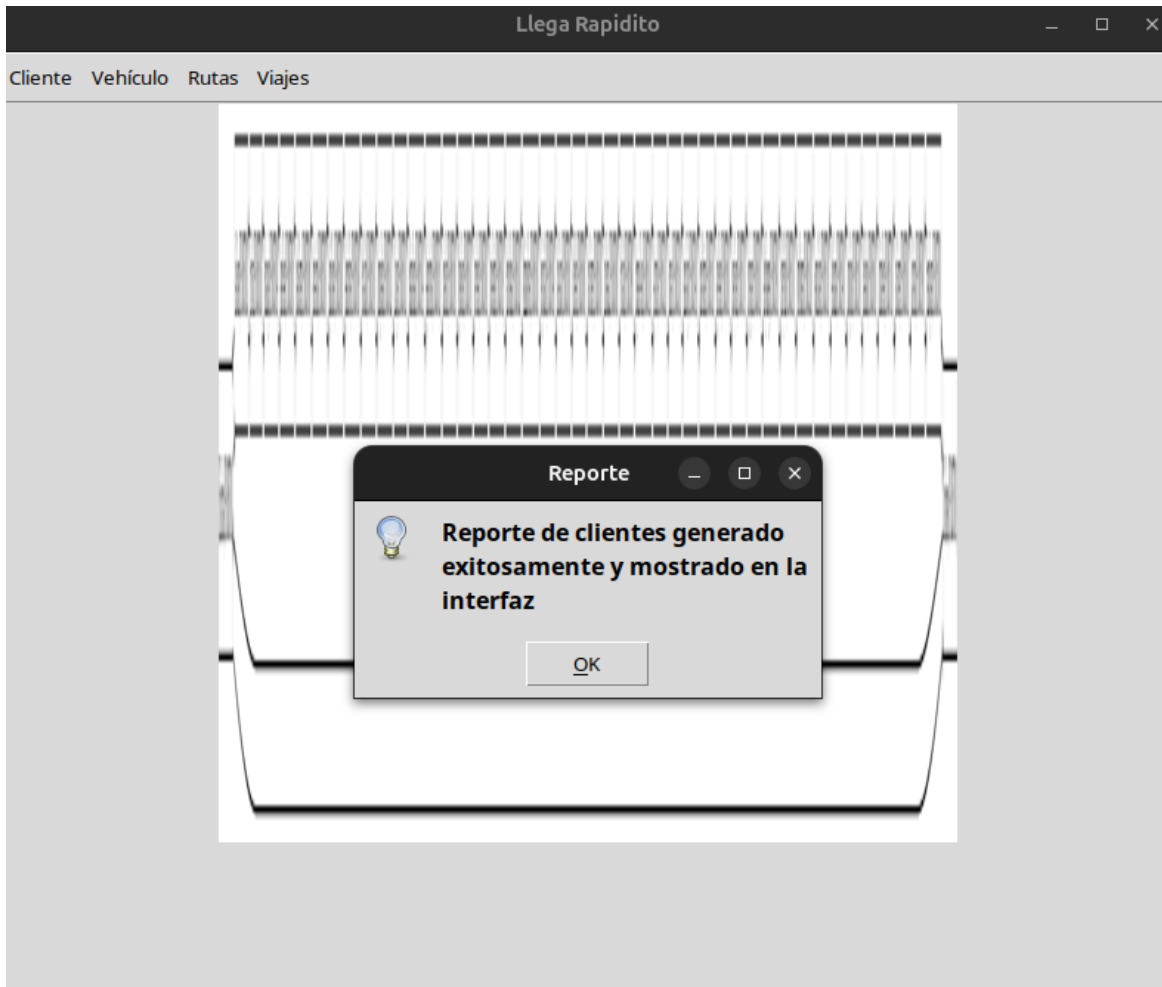 Llega Rapidito
Cliente Vehículo Rutas Viajes
Reporte
Reporte de clientes generado
exitosamente y mostrado en la
interfaz
OK